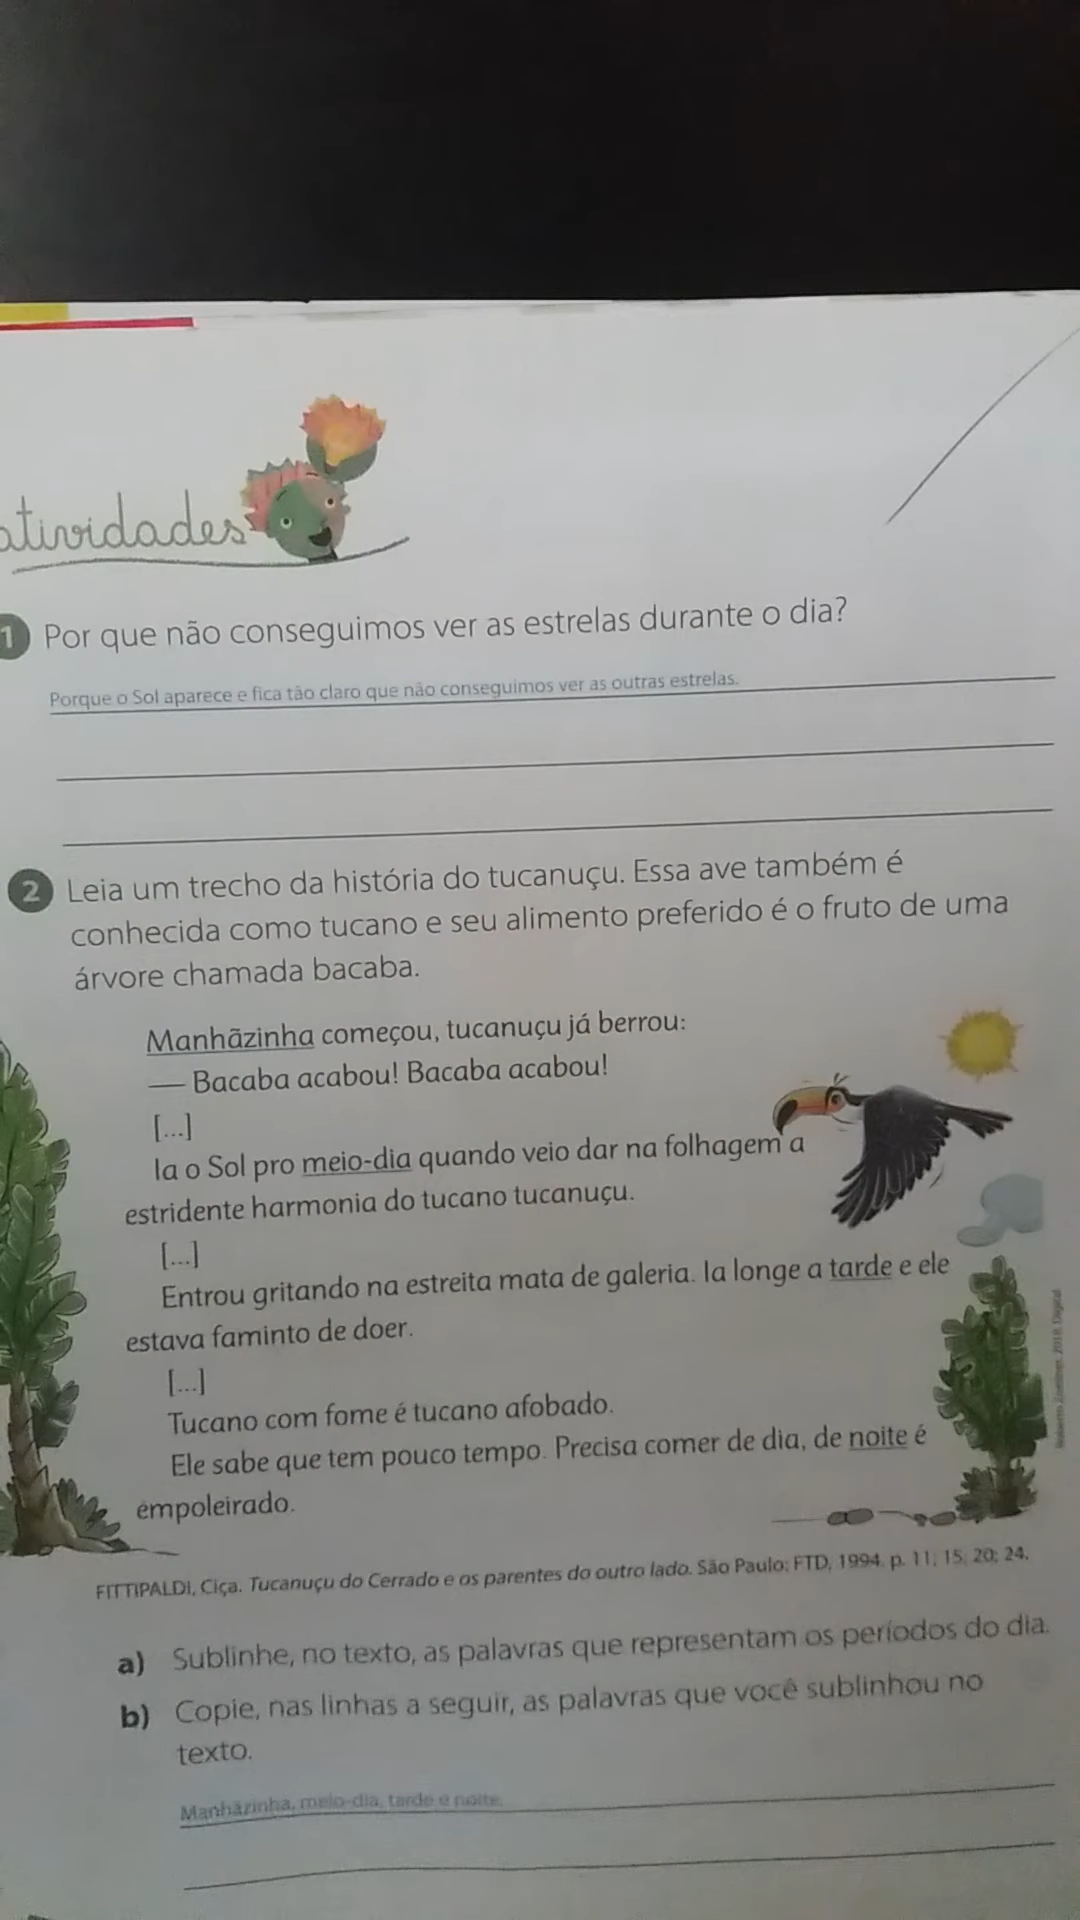 atividades
1 Por que não conseguimos ver as estrelas durante o dia?
Porque o Sol aparece e fica tão claro que não conseguimos ver as outras estrelas.
2 Leia um trecho da história do tucanuçu. Essa ave também é
conhecida como tucano e seu alimento preferido é o fruto de uma
árvore chamada bacaba.
Manhãzinha começou, tucanuçu já berrou:
— Bacaba acabou! Bacaba acabou!
[...]
Ia o Sol pro meio-dia quando veio dar na folhagem a
estridente harmonia do tucano tucanuçu.
[...]
Entrou gritando na estreita mata de galeria. Ia longe a tarde e ele
estava faminto de doer.
[...]
Tucano com fome é tucano afobado.
Ele sabe que tem pouco tempo. Precisa comer de dia, de noite é
empoleirado.
FITTIPALDI, Ciça. Tucanuçu do Cerrado e os parentes do outro lado. São Paulo: FTD, 1994. p. 11; 15; 20; 24.
a) Sublinhe, no texto, as palavras que representam os períodos do dia.
b) Copie, nas linhas a seguir, as palavras que você sublinhou no
texto.
Manhãzinha, meio-dia, tarde e noite.